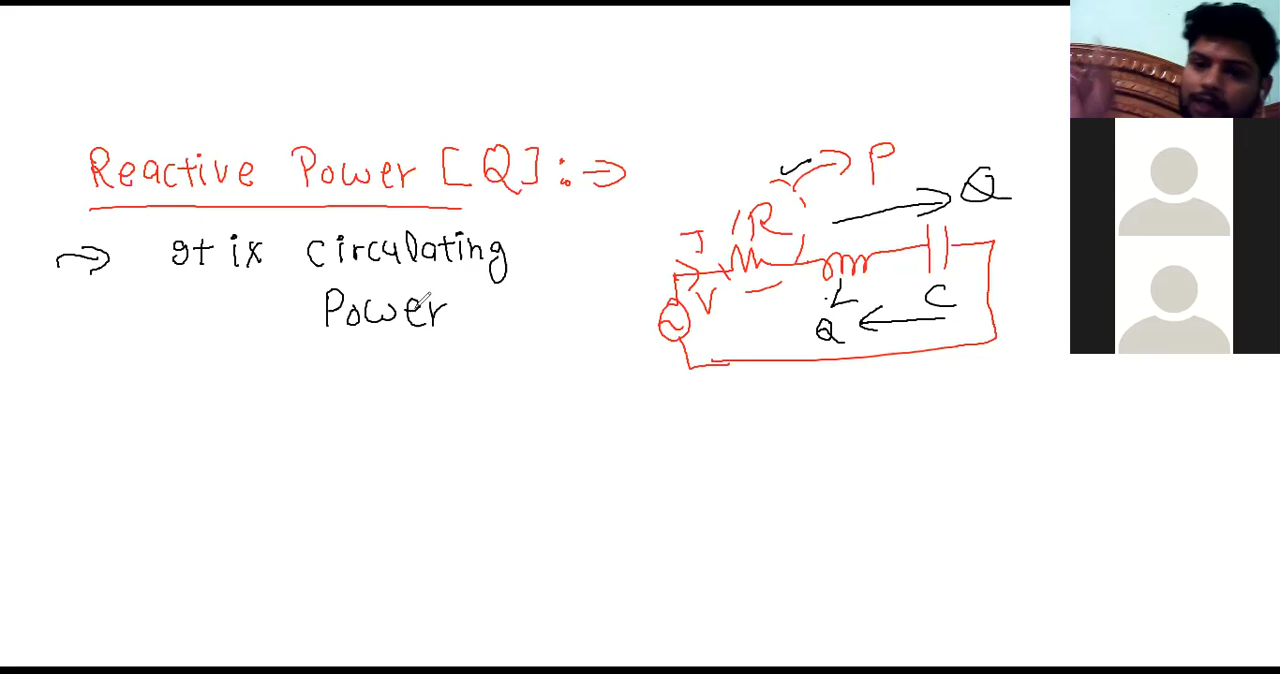 Reactive Power [Q] :⇒
→ It is circulating
Power
P
Q
R
I
V
L
C
Q